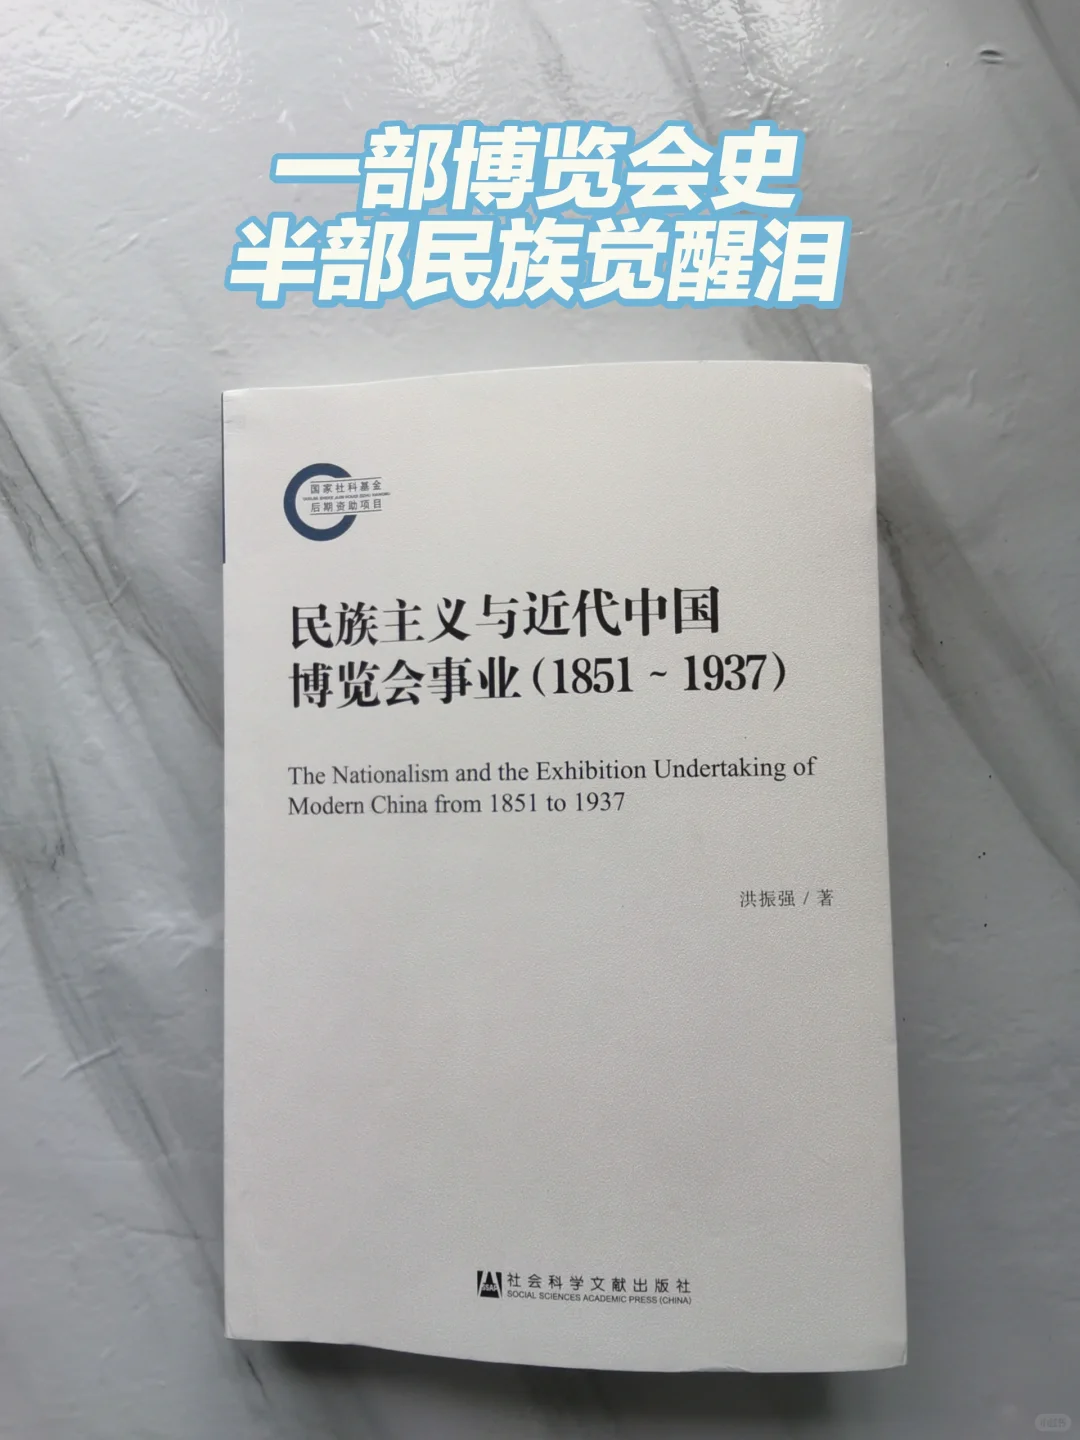 一部博览会史
半部民族觉醒泪
国家社科基金
后期资助项目
民族主义与近代中国
博览会事业(1851 ~ 1937)
The Nationalism and the Exhibition Undertaking of
Modern China from 1851 to 1937
洪振强 / 著
社会科学文献出版社
SOCIAL SCIENCES ACADEMIC PRESS (CHINA)
小红书